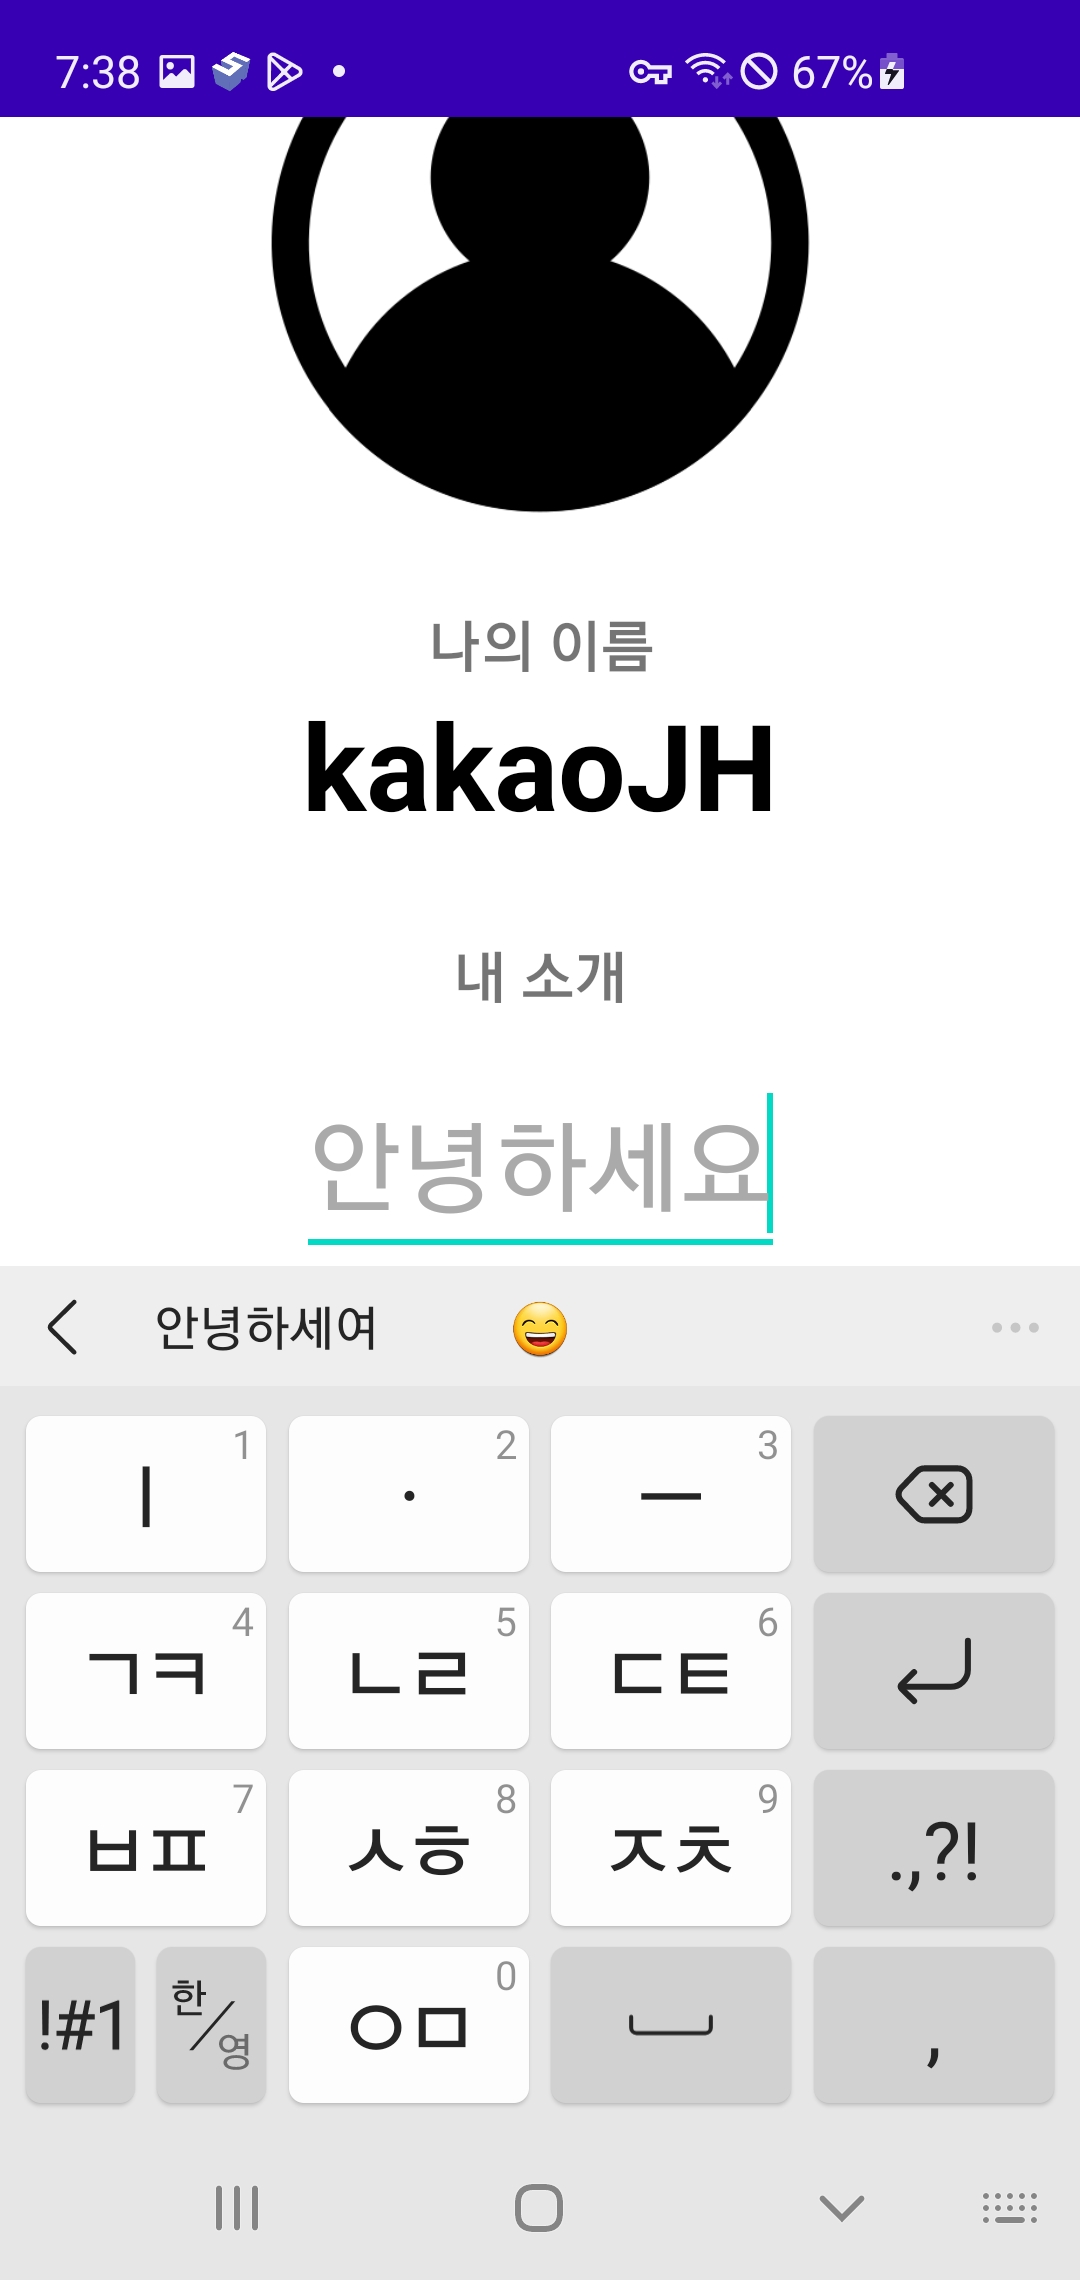 7:38 67%
나의 이름
kakaoJH
내 소개
안녕하세요
안녕하세여
1 2 3
ㅣ · ㅡ
4 5 6
ㄱㅋ ㄴㄹ ㄷㅌ
7 8 9
ㅂㅍ ㅅㅎ ㅈㅊ .,?!
0
!#1 한/영 ㅇㅁ ,